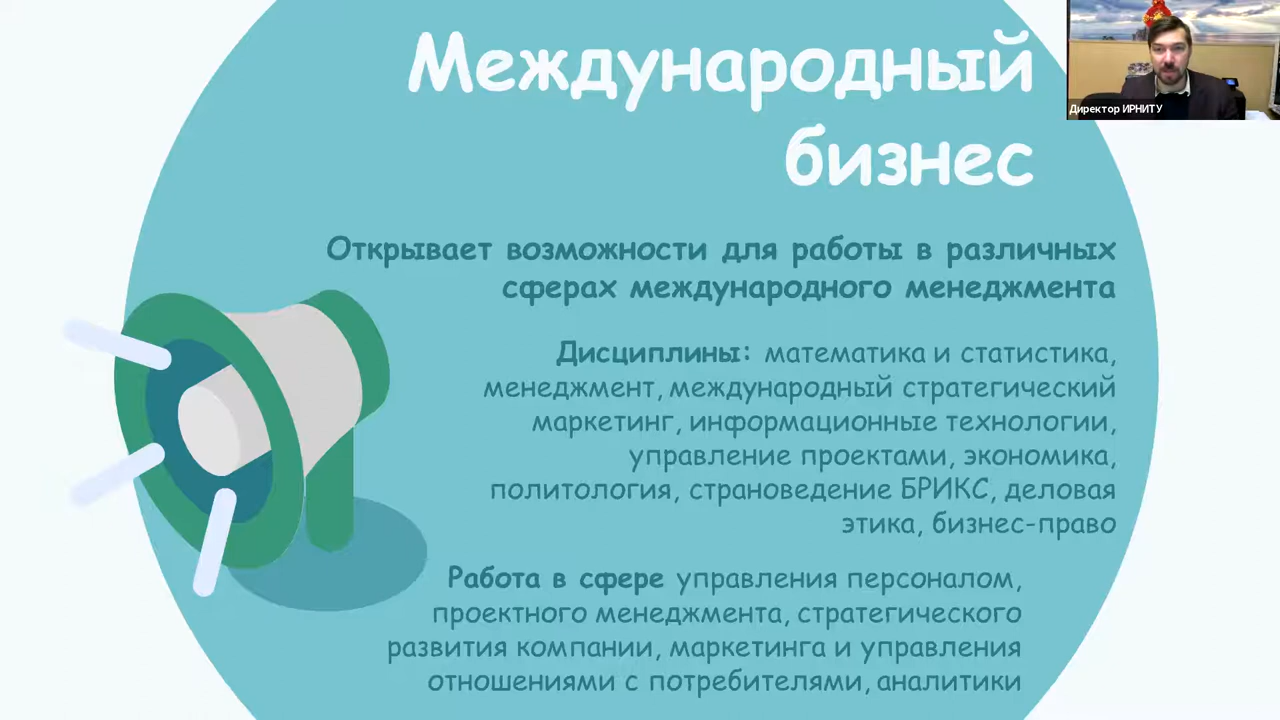 Международный
бизнес
Директор ИРНИТУ
Открывает возможности для работы в различных
сферах международного менеджмента
Дисциплины: математика и статистика,
менеджмент, международный стратегический
маркетинг, информационные технологии,
управление проектами, экономика,
политология, страноведение БРИКС, деловая
этика, бизнес-право
Работа в сфере управления персоналом,
проектного менеджмента, стратегического
развития компании, маркетинга и управления
отношениями с потребителями, аналитики